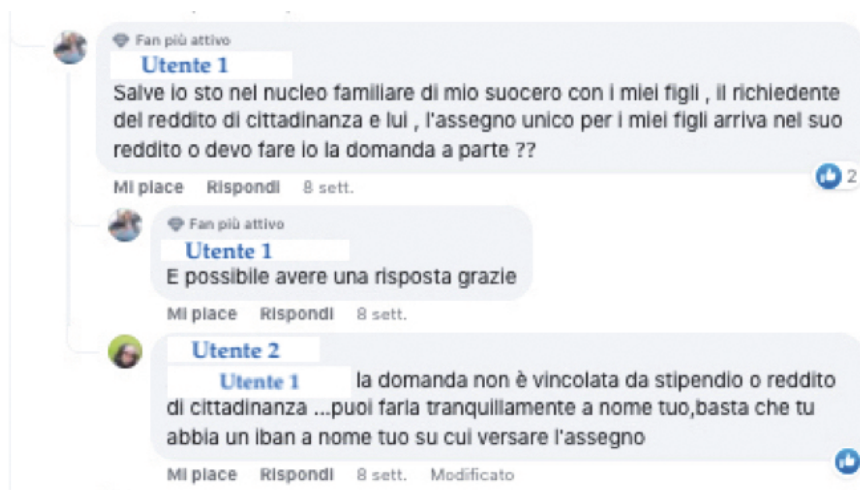 Fan più attivo
Utente 1
Salve io sto nel nucleo familiare di mio suocero con i miei figli , il richiedente
del reddito di cittadinanza e lui , l'assegno unico per i miei figli arriva nel suo
reddito o devo fare io la domanda a parte ??
2
Mi piace Rispondi 8 sett.
Fan più attivo
Utente 1
E possibile avere una risposta grazie
Mi piace Rispondi 8 sett.
Utente 2
Utente 1 la domanda non è vincolata da stipendio o reddito
di cittadinanza ...puoi farla tranquillamente a nome tuo,basta che tu
abbia un iban a nome tuo su cui versare l'assegno
Mi piace Rispondi 8 sett. Modificato